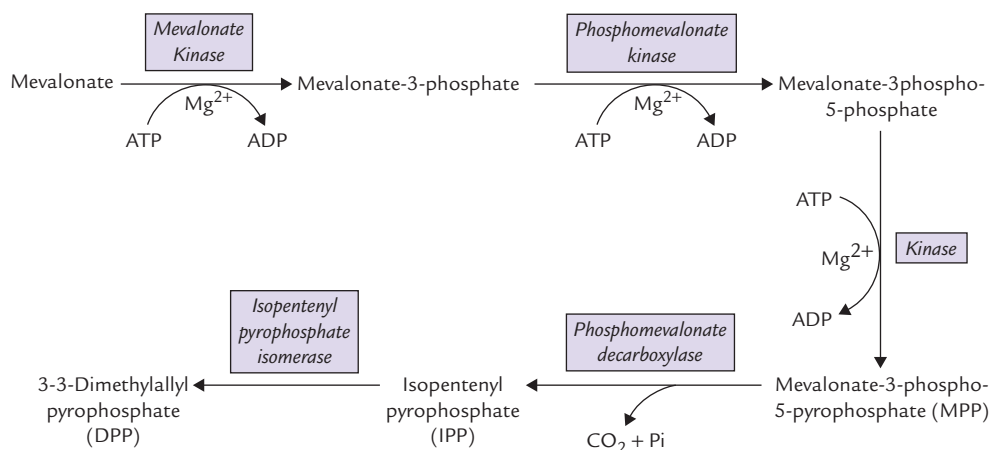 Mevalonate
Kinase
Phosphomevalonate
kinase
Mevalonate
Mevalonate-3-phosphate
Mevalonate-3phospho-
5-phosphate
Mg2+
Mg2+
ATP
ADP
ATP
ADP
ATP
Mg2+
Kinase
ADP
Isopentenyl
pyrophosphate
isomerase
Phosphomevalonate
decarboxylase
3-3-Dimethylallyl
pyrophosphate
(DPP)
Isopentenyl
pyrophosphate
(IPP)
Mevalonate-3-phospho-
5-pyrophosphate (MPP)
CO2 + Pi